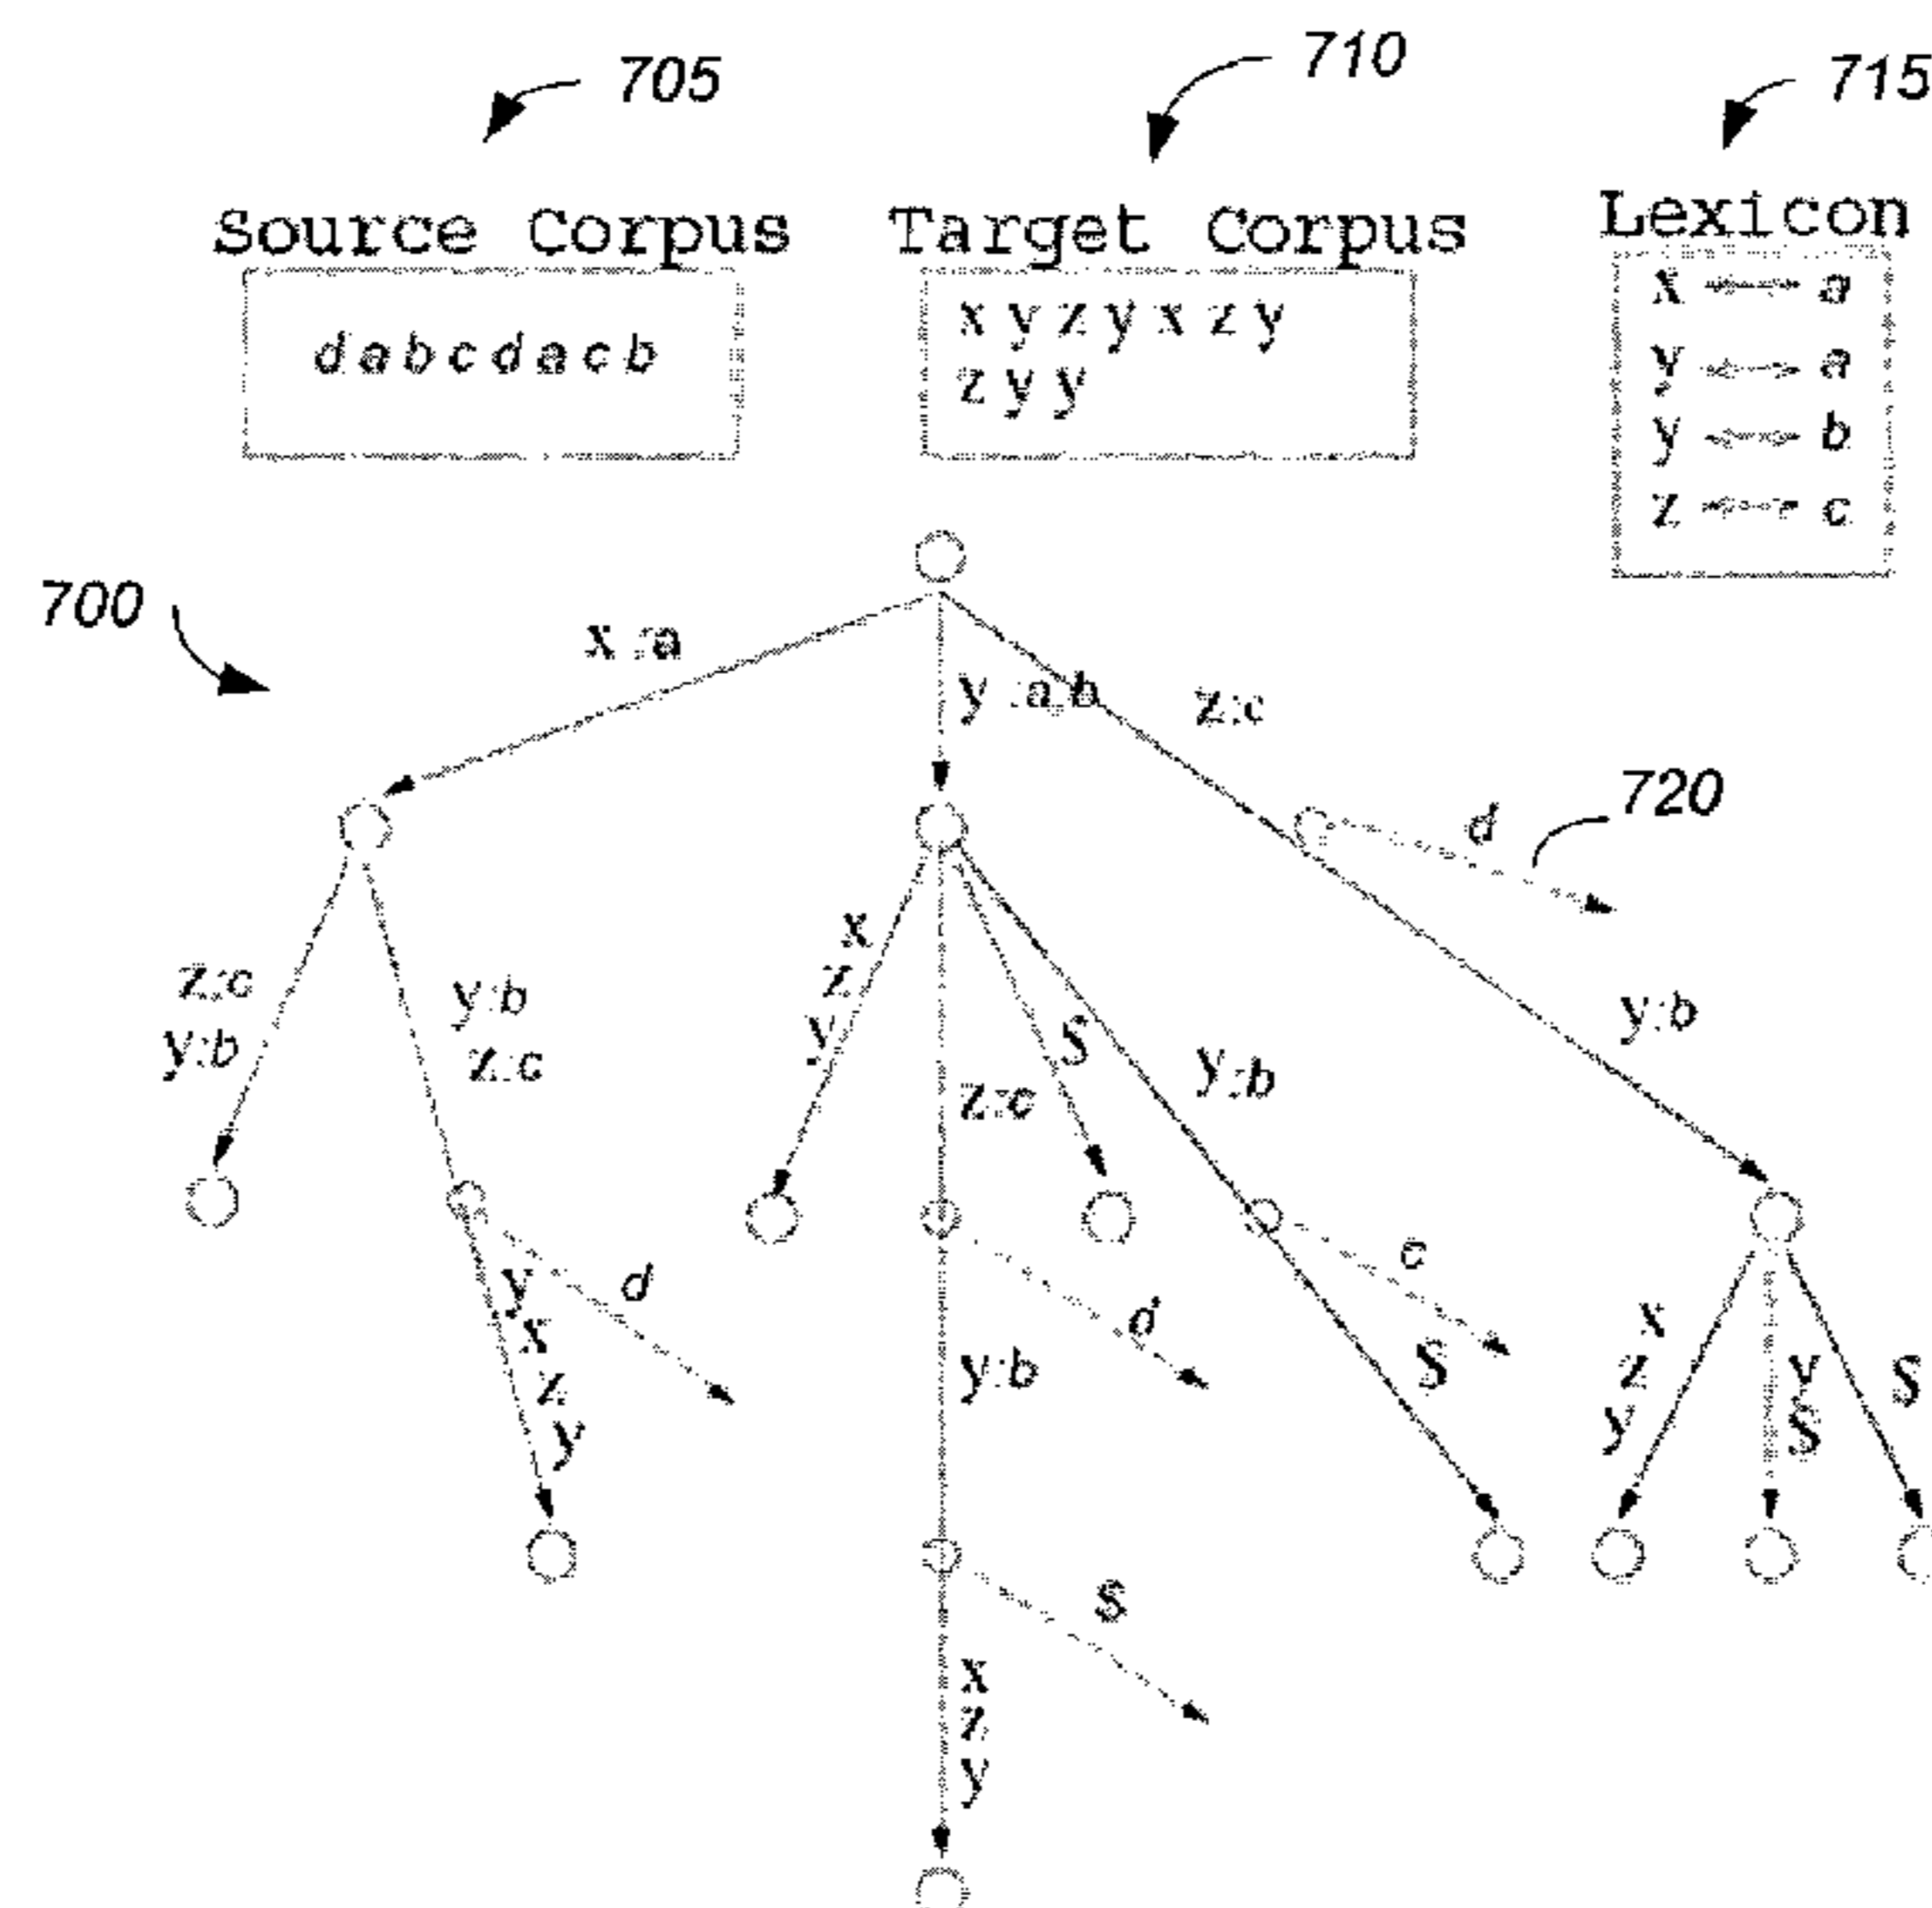 705
710
715
Source Corpus
Target Corpus
Lexicon
d a b c d a c b
x y z y x z y
z y y
x a
y a
y b
z c
700
x :a
y :a,b
z:c
720
d
z:c
y:b
y:b
z:c
x
z
y
z:c
S
y:b
y:b
y
x
z
y
d
y:b
d
c
S
x
z
y
y
S
S
s
x
z
y